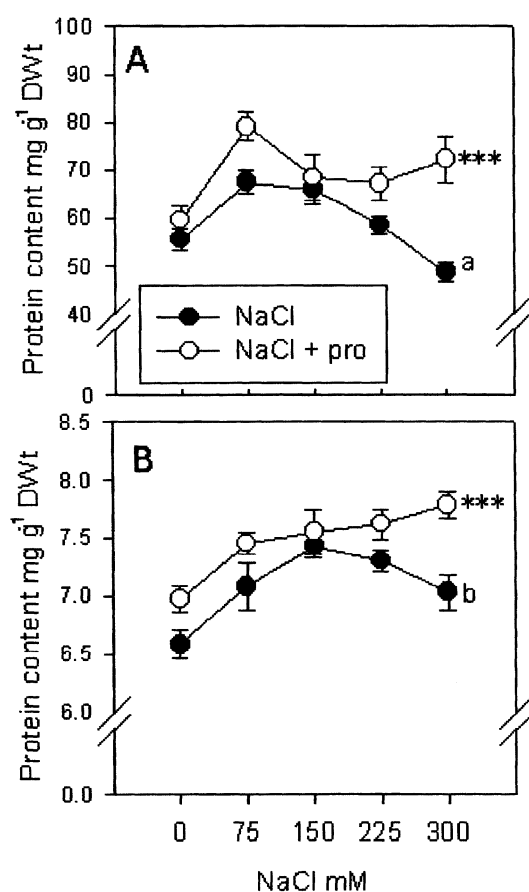 A
Protein content mg g⁻¹ DWt
100
90
80
70
60
50
40
0
***
a
NaCl
NaCl + pro
B
Protein content mg g⁻¹ DWt
8.5
8.0
7.5
7.0
6.5
6.0
0.0
***
b
0 75 150 225 300
NaCl mM